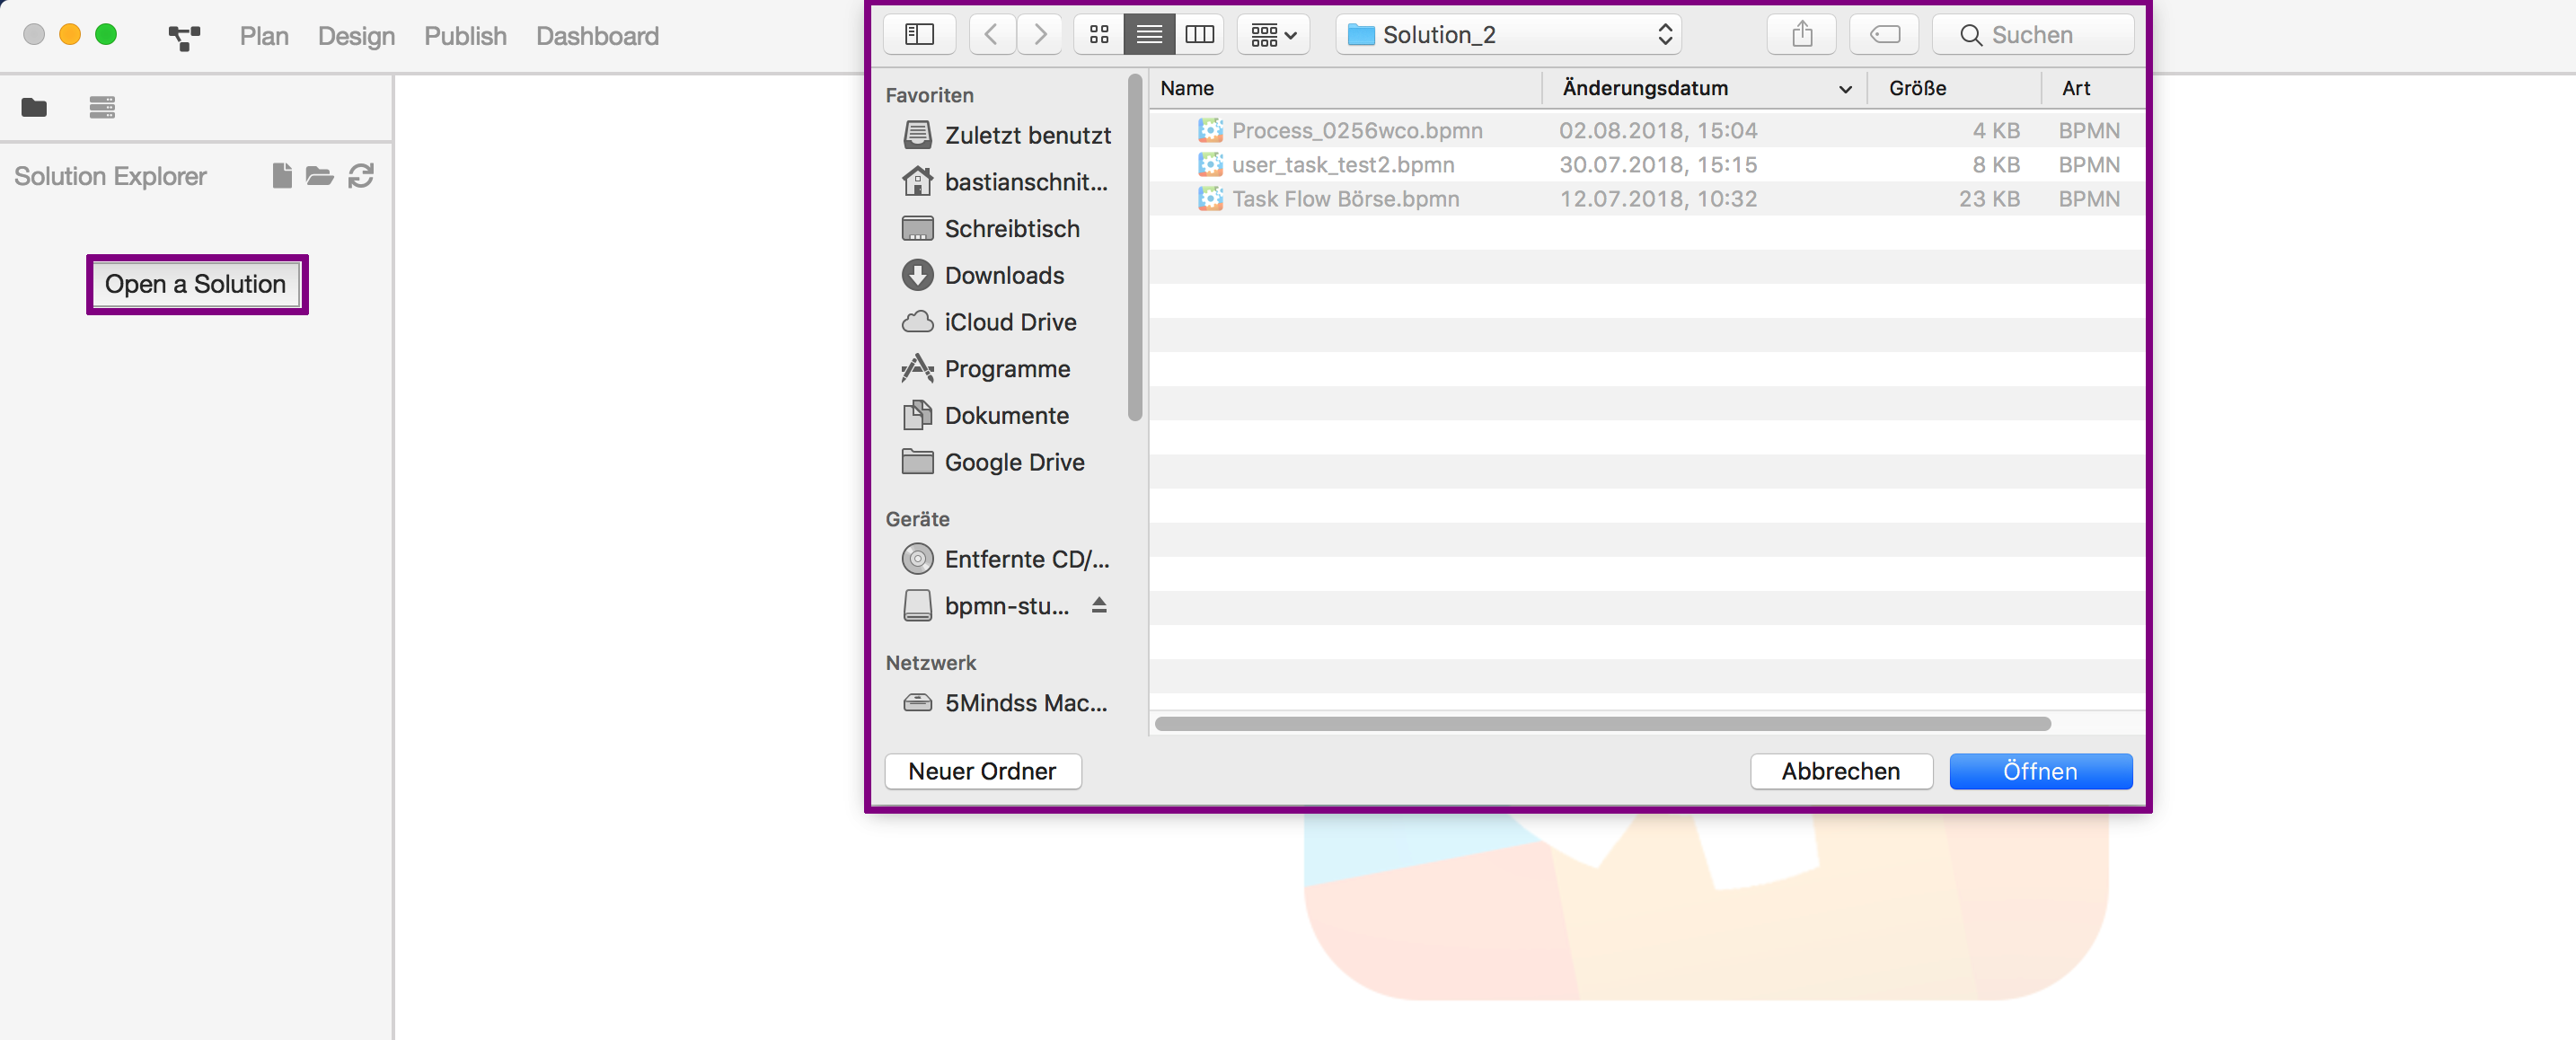 Plan Design Publish Dashboard
Solution Explorer
Open a Solution
Solution_2
Suchen
Favoriten
Zuletzt benutzt
bastianschnit...
Schreibtisch
Downloads
iCloud Drive
Programme
Dokumente
Google Drive
Geräte
Entfernte CD/...
bpmn-stu...
Netzwerk
5Mindss Mac...
Name Änderungsdatum Größe Art
Process_0256wco.bpmn 02.08.2018, 15:04 4 KB BPMN
user_task_test2.bpmn 30.07.2018, 15:15 8 KB BPMN
Task Flow Börse.bpmn 12.07.2018, 10:32 23 KB BPMN
Neuer Ordner Abbrechen Öffnen